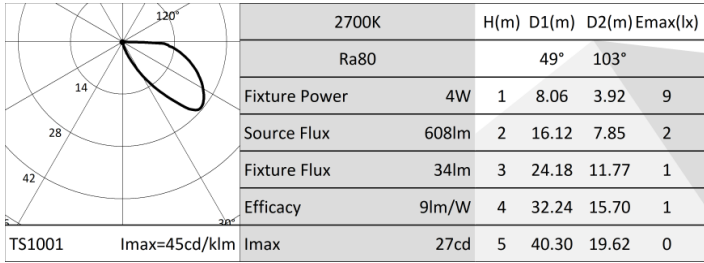 120°
14
28
42
30°
TS1001 Imax=45cd/klm
2700K
Ra80
Fixture Power 4W
Source Flux 608lm
Fixture Flux 34lm
Efficacy 9lm/W
Imax 27cd
H(m) D1(m) D2(m) Emax(lx)
49° 103°
1 8.06 3.92 9
2 16.12 7.85 2
3 24.18 11.77 1
4 32.24 15.70 1
5 40.30 19.62 0